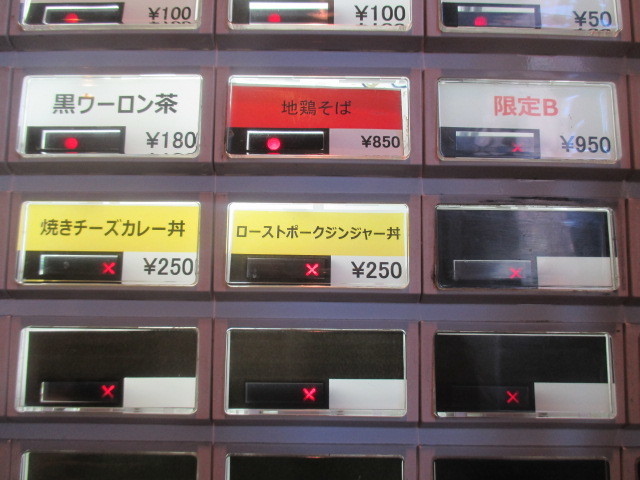 ¥100
¥100
¥50
黒ウーロン茶
¥180
地鶏そば
¥850
限定B
¥950
焼きチーズカレー丼
¥250
ローストポークジンジャー丼
¥250